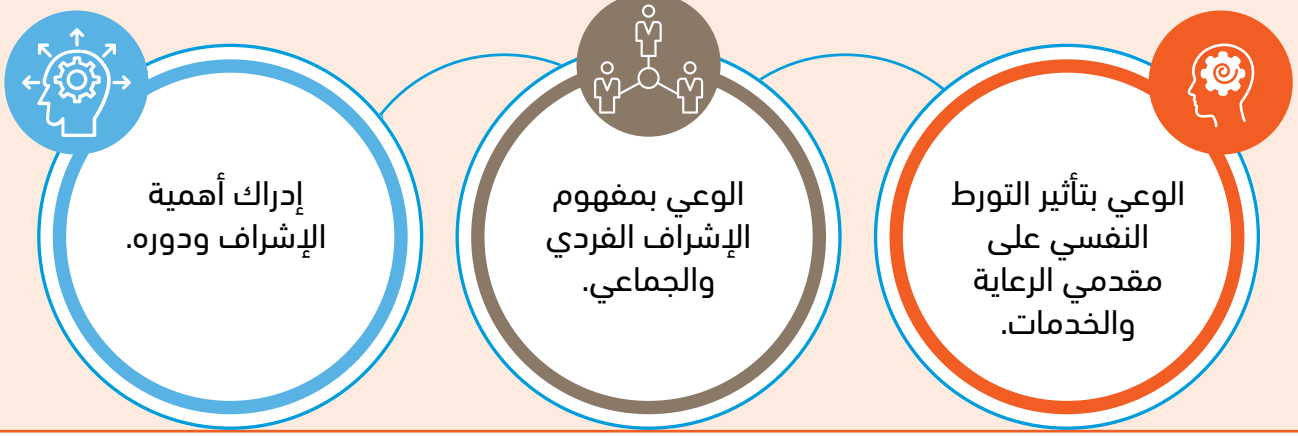 الوعي بتأثير التورط
النفسي على
مقدمي الرعاية
والخدمات.
الوعي بمفهوم
الإشراف الفردي
والجماعي.
إدراك أهمية
الإشراف ودوره.